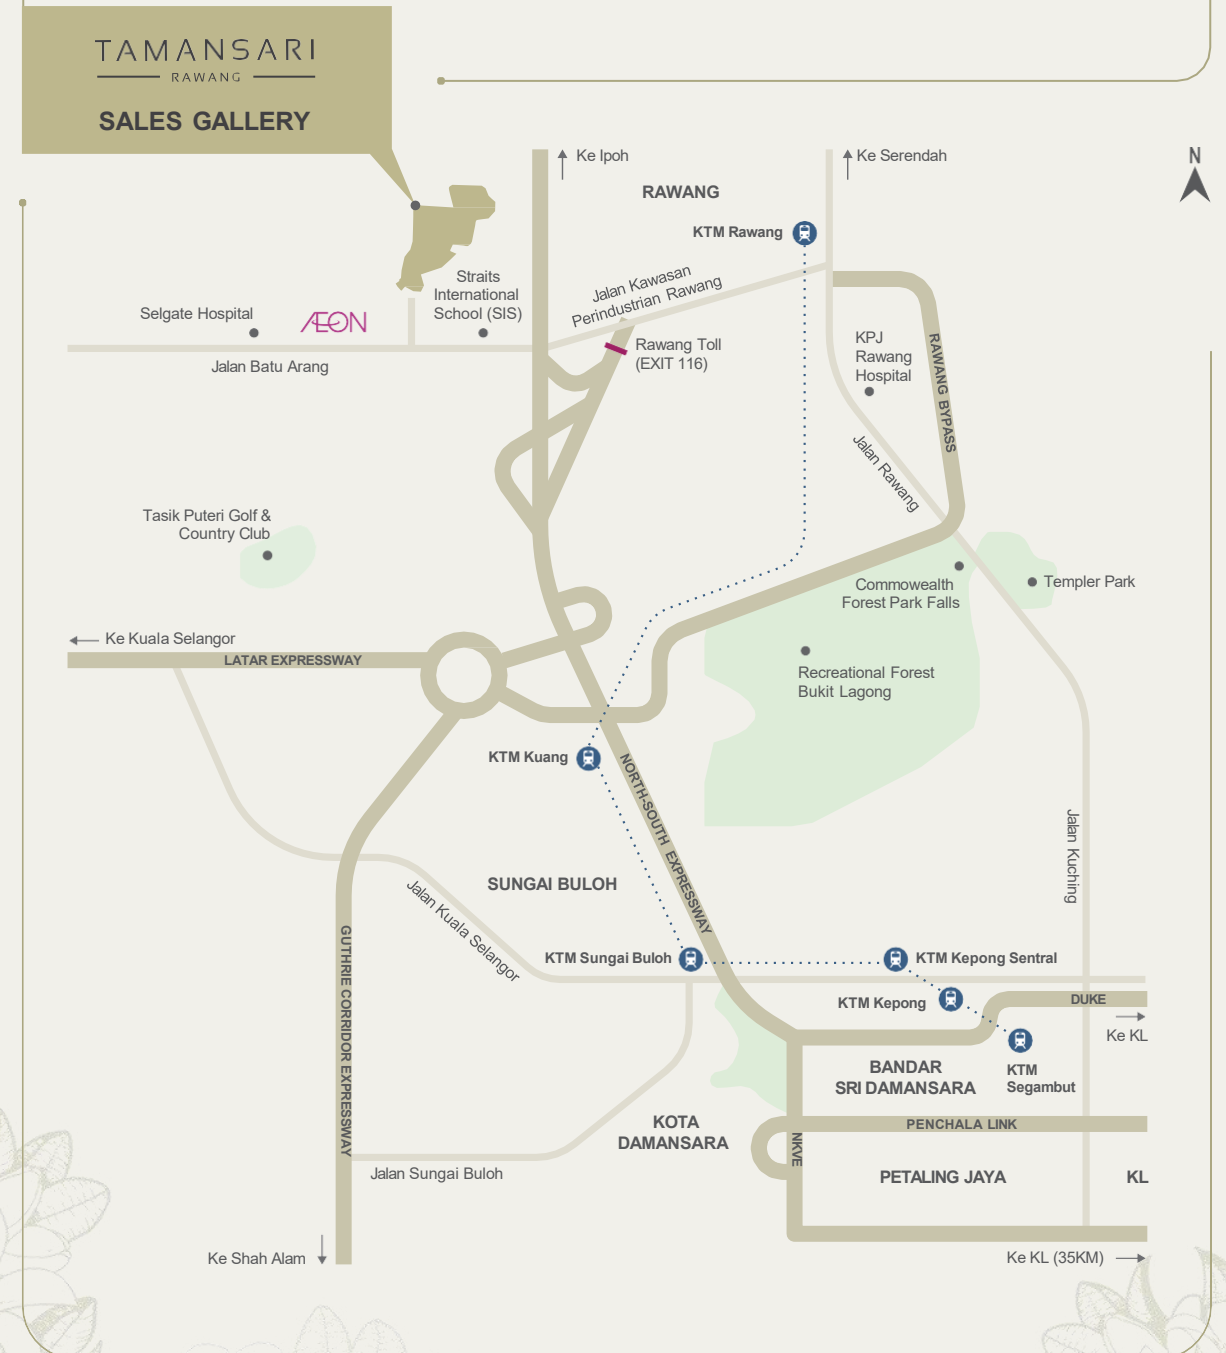 TAMANSARI
RAWANG
SALES GALLERY
Ke Ipoh
Ke Serendah
N
RAWANG
KTM Rawang
Straits
International
School (SIS)
Jalan Kawasan
Perindustrian Rawang
Selgate Hospital
ÆON
Jalan Batu Arang
Rawang Toll
(EXIT 116)
KPJ
Rawang
Hospital
RAWANG BYPASS
Jalan Rawang
Tasik Puteri Golf &
Country Club
Commowealth
Forest Park Falls
Templer Park
Ke Kuala Selangor
LATAR EXPRESSWAY
Recreational Forest
Bukit Lagong
KTM Kuang
NORTH-SOUTH EXPRESSWAY
Jalan Kuching
SUNGAI BULOH
Jalan Kuala Selangor
KTM Sungai Buloh
KTM Kepong Sentral
KTM Kepong
DUKE
Ke KL
GUTHRIE CORRIDOR EXPRESSWAY
BANDAR
SRI DAMANSARA
KTM
Segambut
KOTA
DAMANSARA
PENCHALA LINK
NKVE
Jalan Sungai Buloh
PETALING JAYA
KL
Ke Shah Alam
Ke KL (35KM)